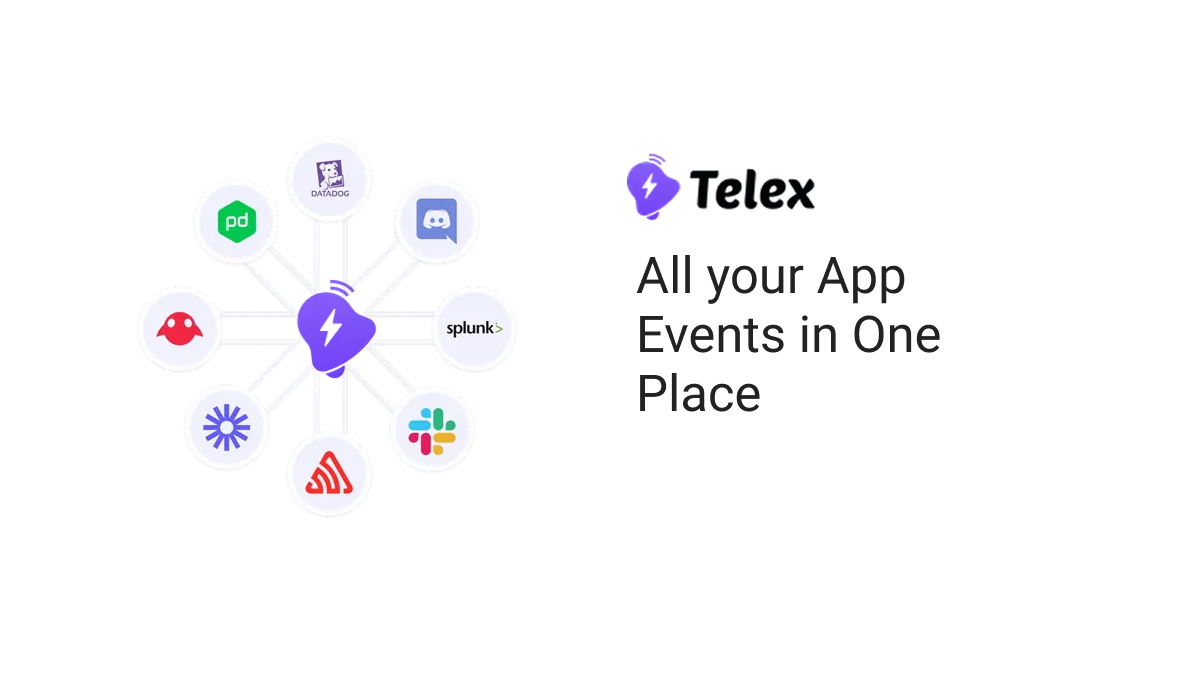 DATADOG
pd
splunk>
Telex
All your App
Events in One
Place